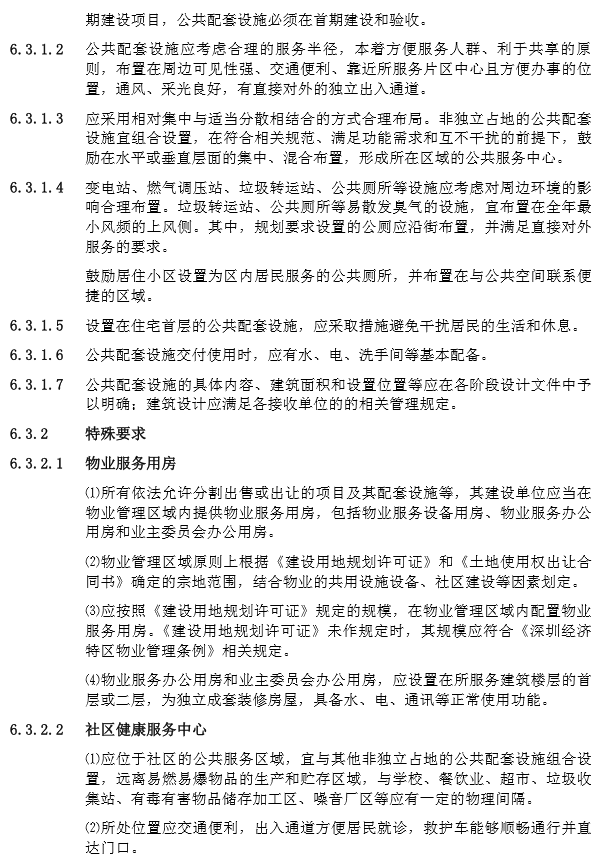 期建设项目，公共配套设施必须在首期建设和验收。
6.3.1.2 公共配套设施应考虑合理的服务半径，本着方便服务人群、利于共享的原
则，布置在周边可见性强、交通便利、靠近所服务片区中心且方便办事的位
置，通风、采光良好，有直接对外的独立出入通道。
6.3.1.3 应采用相对集中与适当分散相结合的方式合理布局。非独立占地的公共配套
设施宜组合设置，在符合相关规范、满足功能需求和互不干扰的前提下，鼓
励在水平或垂直层面的集中、混合布置，形成所在区域的公共服务中心。
6.3.1.4 变电站、燃气调压站、垃圾转运站、公共厕所等设施应考虑对周边环境的影
响合理布置。垃圾转运站、公共厕所等易散发臭气的设施，宜布置在全年最
小风频的上风侧。其中，规划要求设置的公厕应沿街布置，并满足直接对外
服务的要求。
鼓励居住小区设置为区内居民服务的公共厕所，并布置在与公共空间联系便
捷的区域。
6.3.1.5 设置在住宅首层的公共配套设施，应采取措施避免干扰居民的生活和休息。
6.3.1.6 公共配套设施交付使用时，应有水、电、洗手间等基本配备。
6.3.1.7 公共配套设施的具体内容、建筑面积和设置位置等应在各阶段设计文件中予
以明确；建筑设计应满足各接收单位的的相关管理规定。
6.3.2 特殊要求
6.3.2.1 物业服务用房
⑴所有依法允许分割出售或出让的项目及其配套设施等，其建设单位应当在
物业管理区域内提供物业服务用房，包括物业服务设备用房、物业服务办公
用房和业主委员会办公用房。
⑵物业管理区域原则上根据《建设用地规划许可证》和《土地使用权出让合
同书》确定的宗地范围，结合物业的共用设施设备、社区建设等因素划定。
⑶应按照《建设用地规划许可证》规定的规模，在物业管理区域内配置物业
服务用房。《建设用地规划许可证》未作规定时，其规模应符合《深圳经济
特区物业管理条例》相关规定。
⑷物业服务办公用房和业主委员会办公用房，应设置在所服务建筑楼层的首
层或二层，为独立成套装修房屋，具备水、电、通讯等正常使用功能。
6.3.2.2 社区健康服务中心
⑴应位于社区的公共服务区域，宜与其他非独立占地的公共配套设施组合设
置，远离易燃易爆物品的生产和贮存区域，与学校、餐饮业、超市、垃圾收
集站、有毒有害物品储存加工区、噪音厂区等应有一定的物理间隔。
⑵所处位置应交通便利，出入通道方便居民就诊，救护车能够顺畅通行并直
达门口。